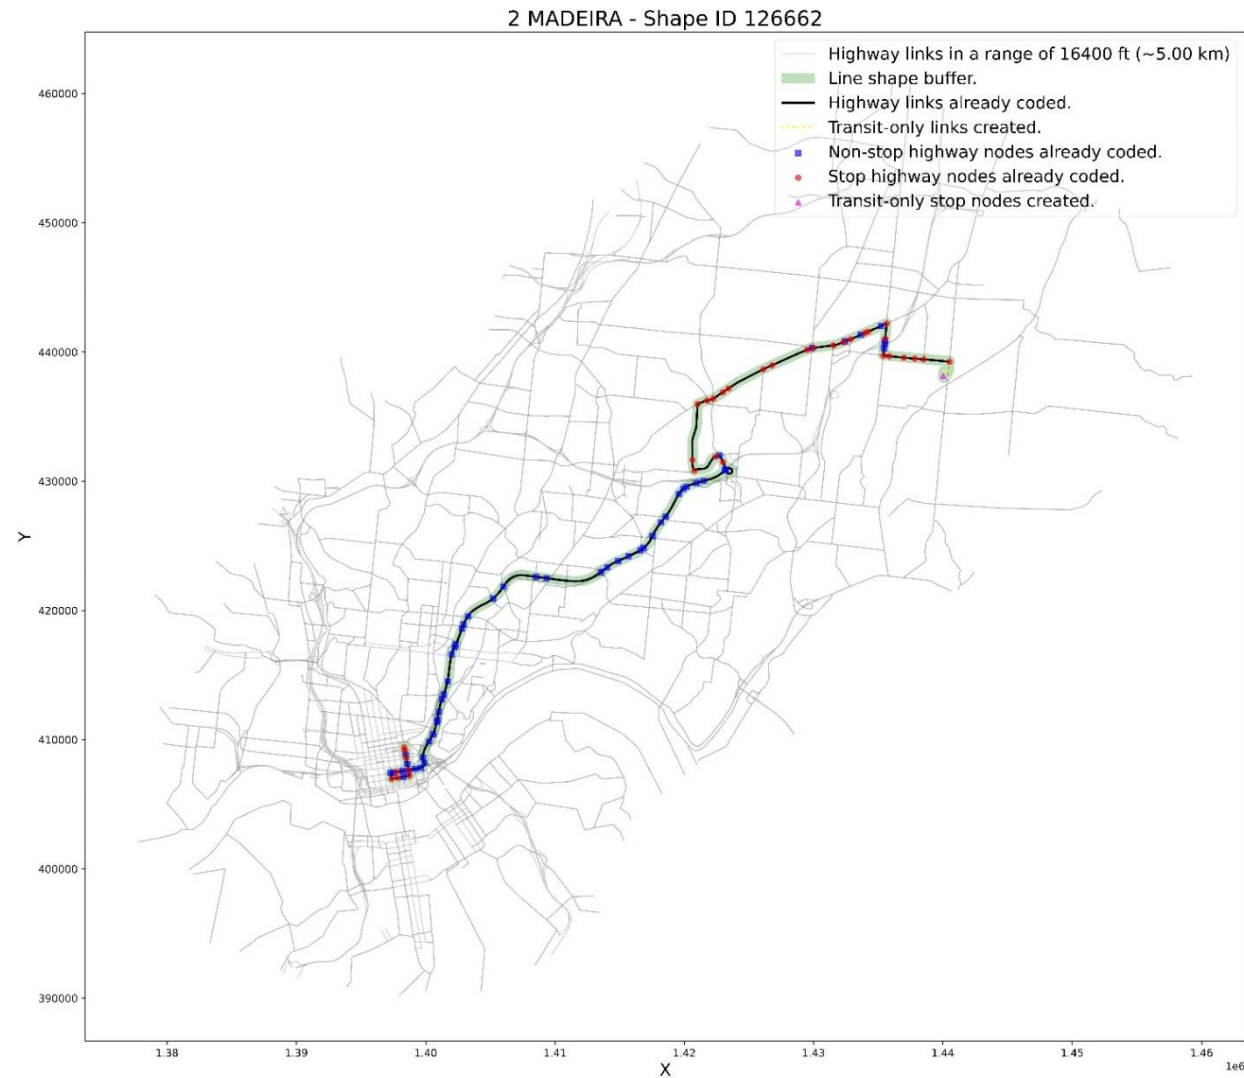 2 MADEIRA - Shape ID 126662
Highway links in a range of 16400 ft (~5.00 km)
Line shape buffer.
Highway links already coded.
Transit-only links created.
Non-stop highway nodes already coded.
Stop highway nodes already coded.
Transit-only stop nodes created.
460000
450000
440000
430000
420000
410000
400000
390000
Y
1.38 1.39 1.40 1.41 1.42 1.43 1.44 1.45 1.46
1e6
X